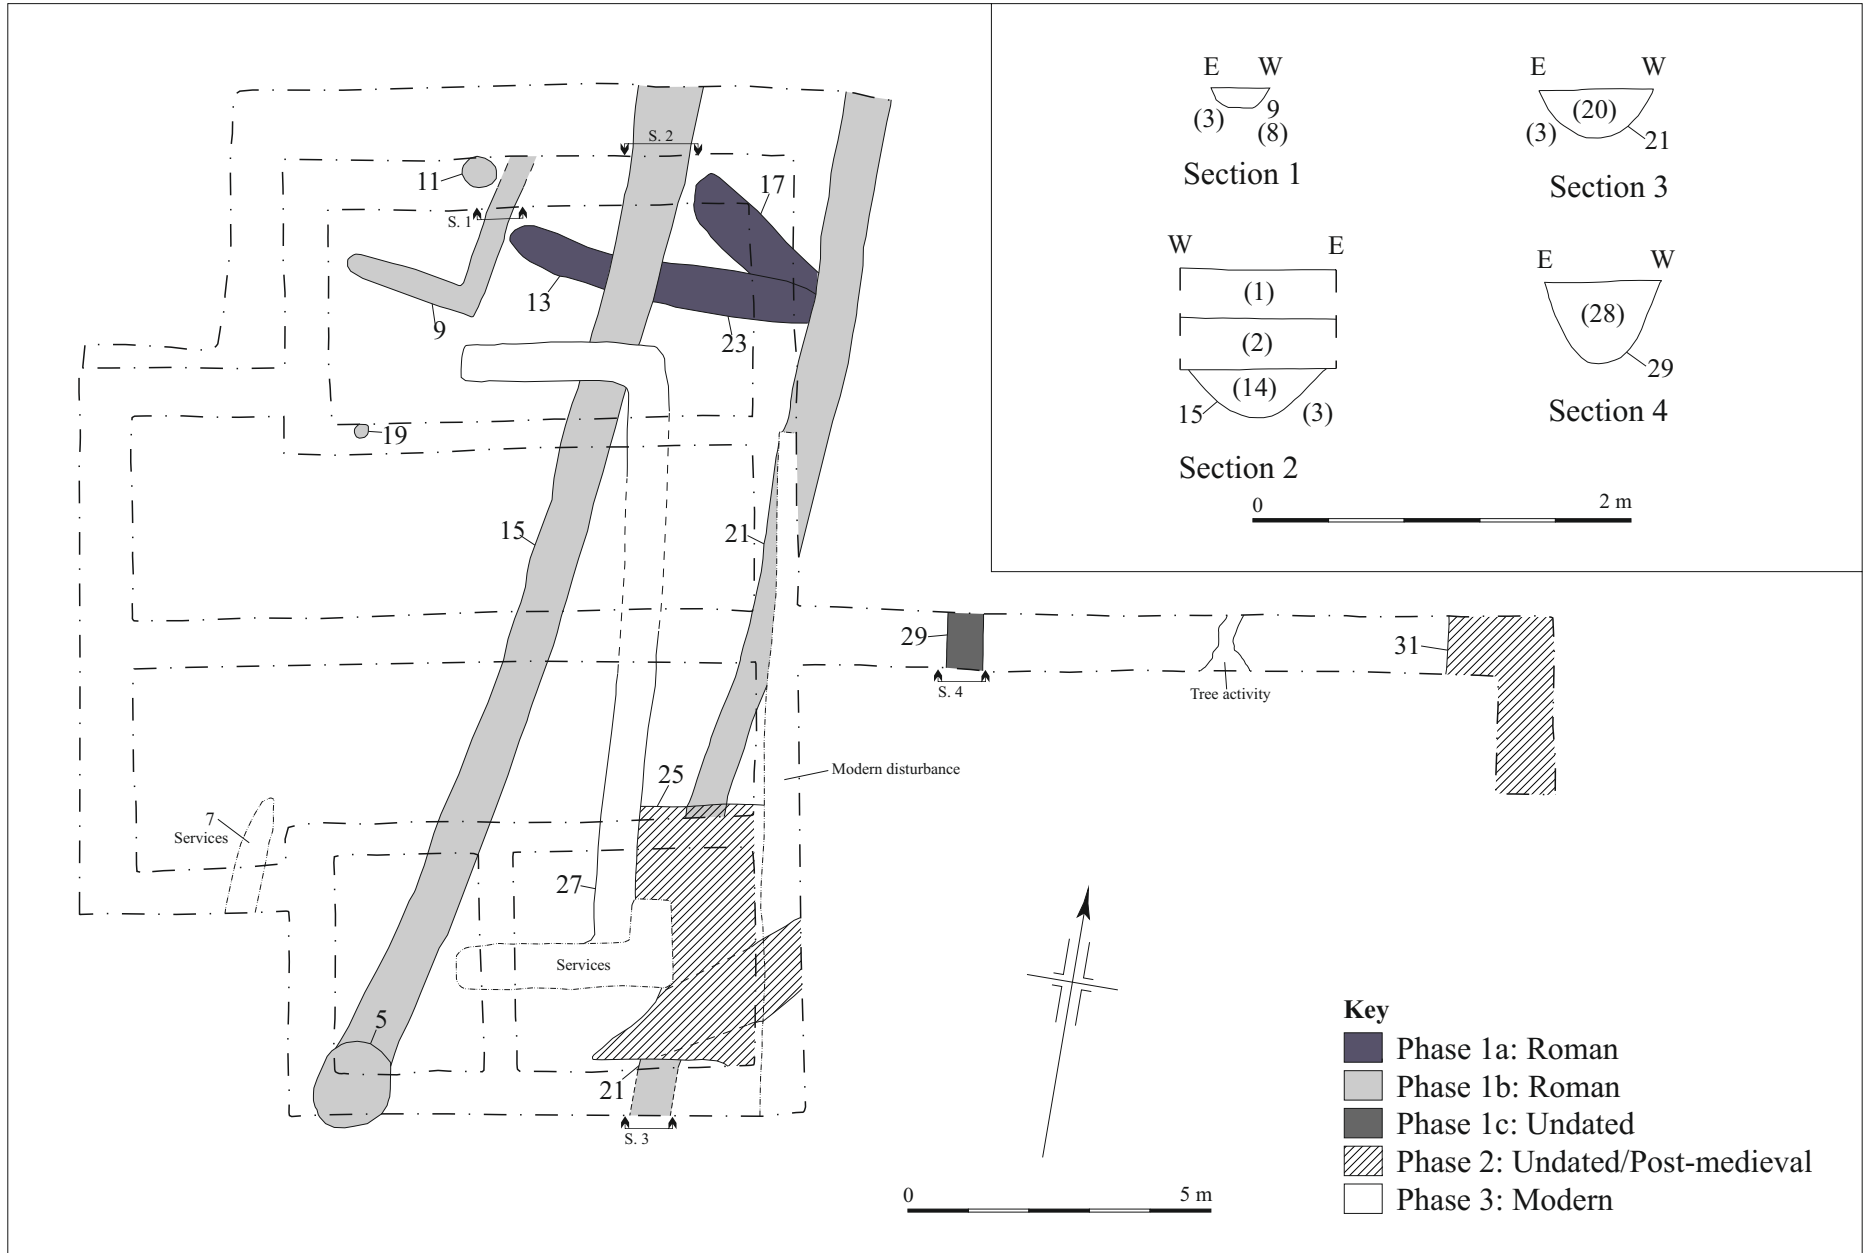 S. 2
11
17
S. 1
13
9
23
19
15
21
29
S. 4
Tree activity
31
25
Modern disturbance
7
Services
27
Services
5
21
S. 3
0 5 m
E W
(3) 9
(8)
Section 1
E W
(20)
(3)
21
Section 3
W E
(1)
(2)
(14)
15 (3)
Section 2
E W
(28)
29
Section 4
0 2 m
Key
Phase 1a: Roman
Phase 1b: Roman
Phase 1c: Undated
Phase 2: Undated/Post-medieval
Phase 3: Modern